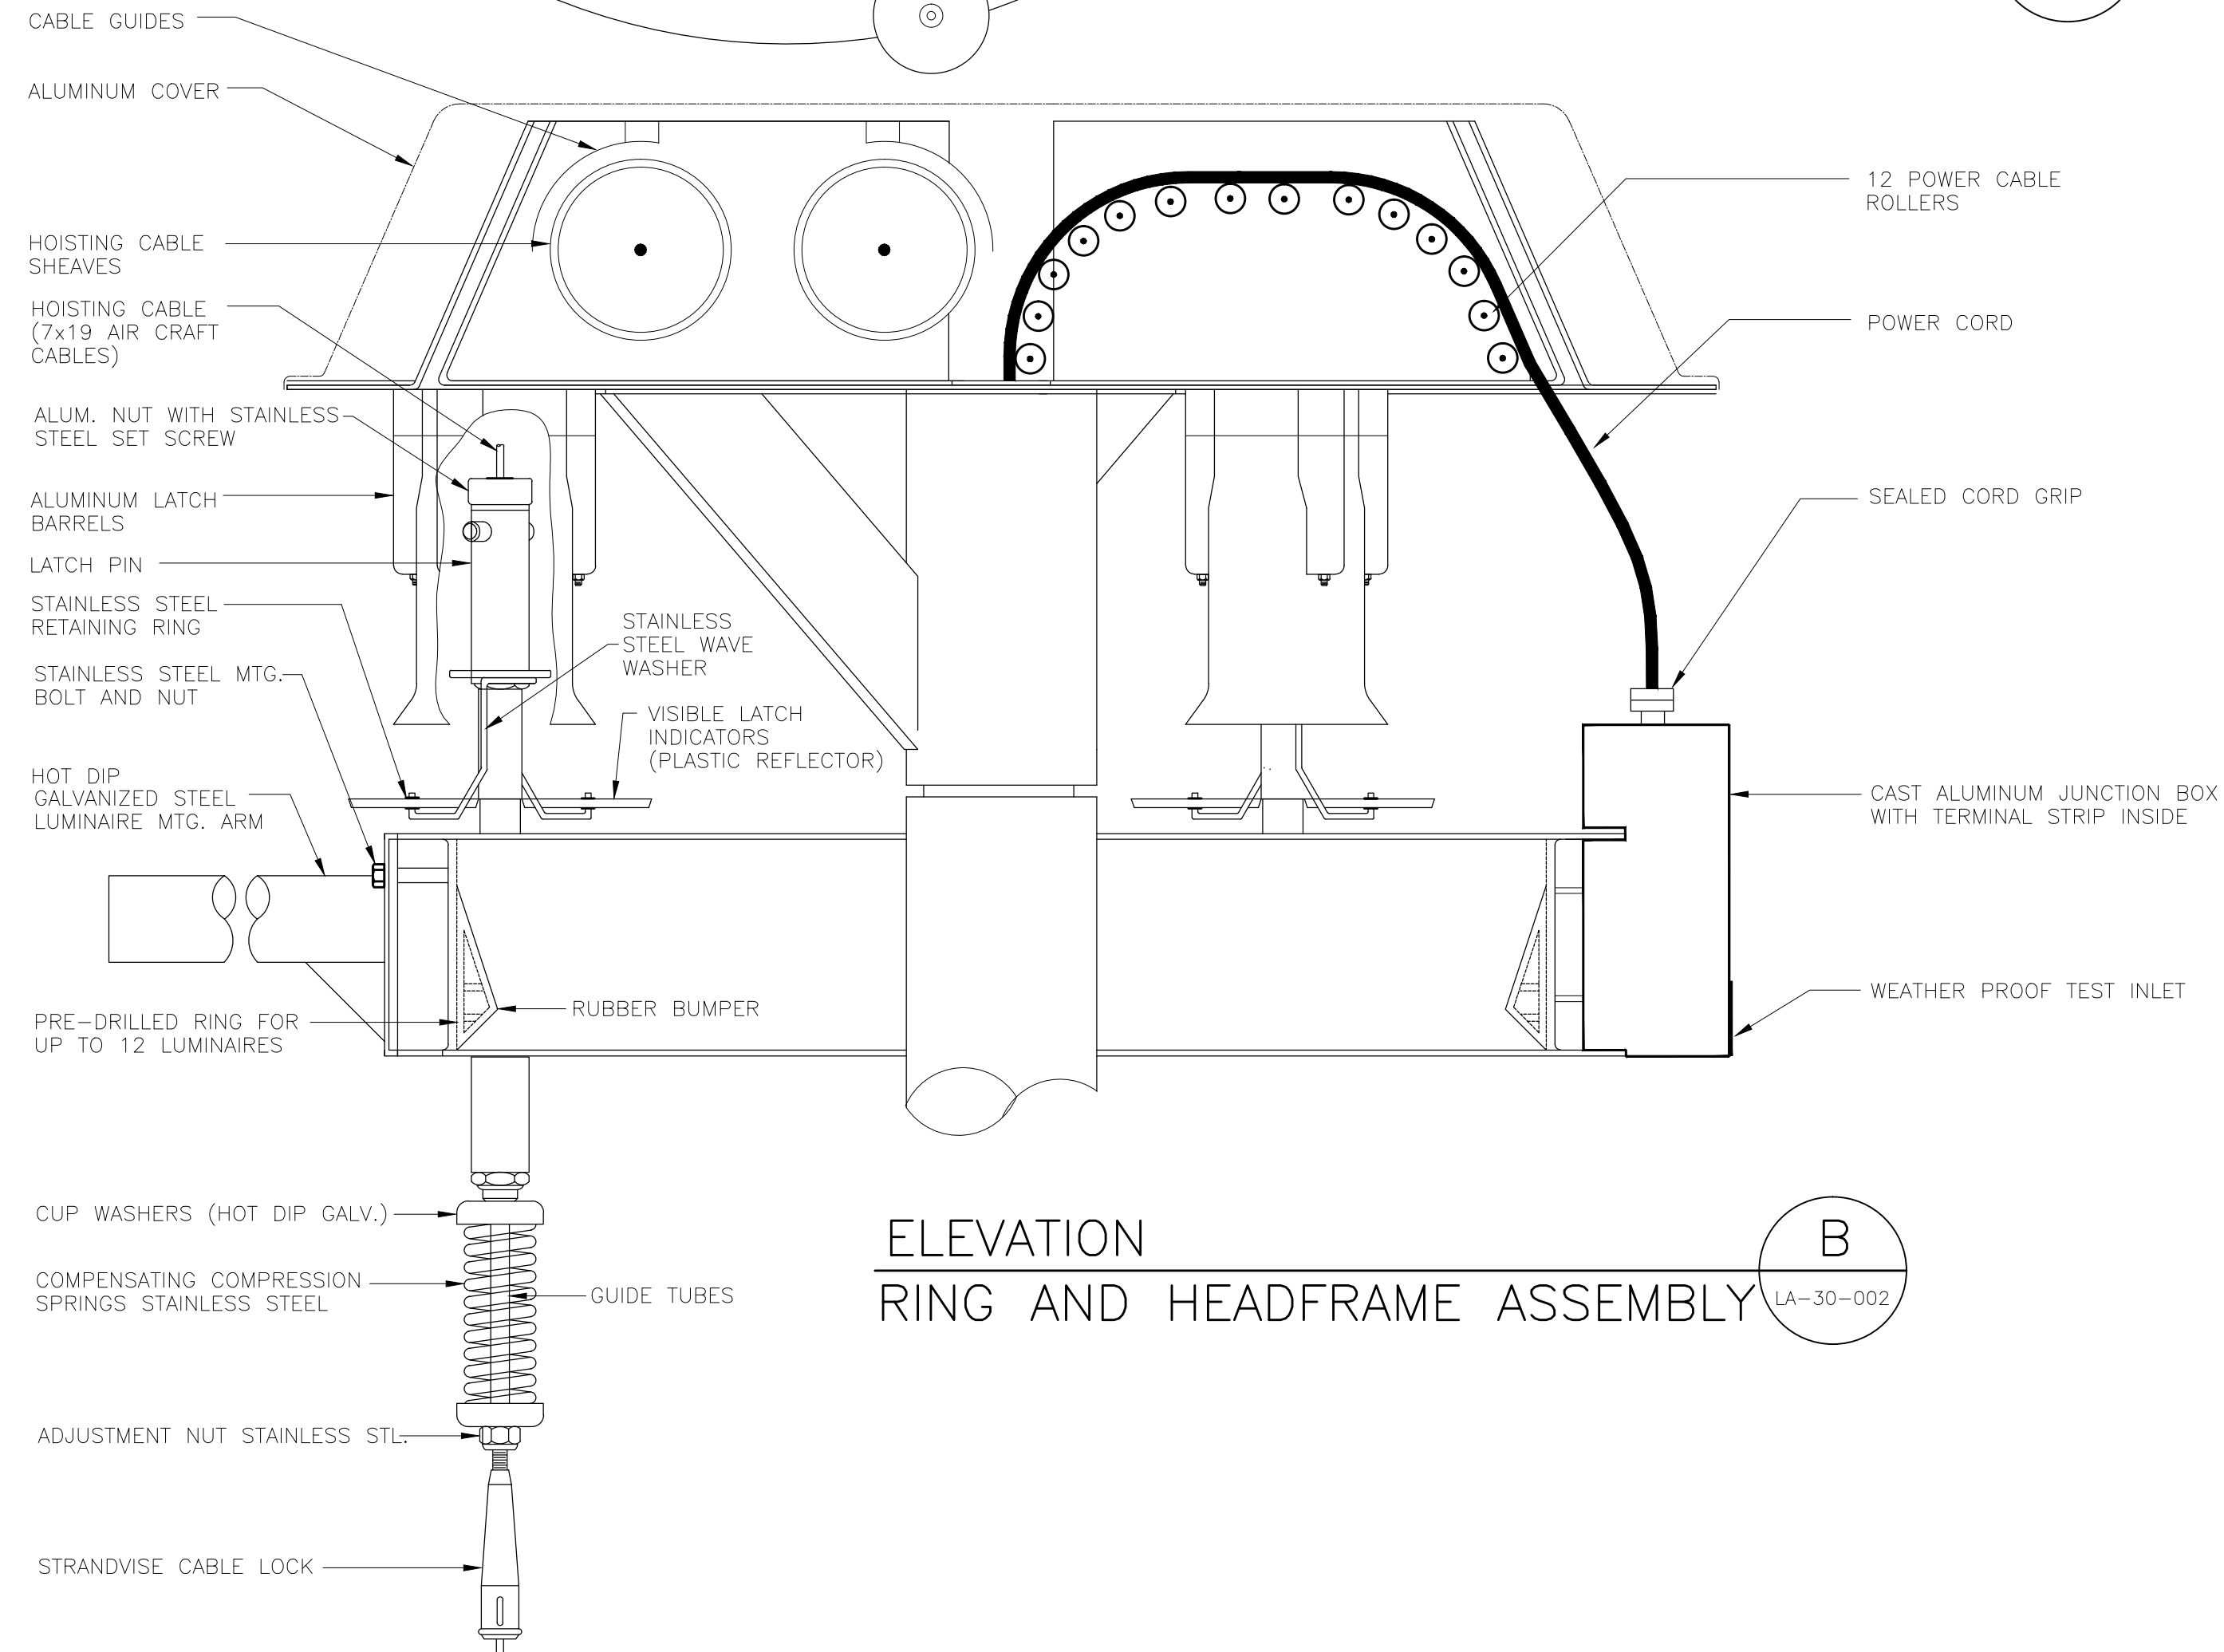 CABLE GUIDES
ALUMINUM COVER
HOISTING CABLE
SHEAVES
HOISTING CABLE
(7x19 AIR CRAFT
CABLES)
ALUM. NUT WITH STAINLESS
STEEL SET SCREW
ALUMINUM LATCH
BARRELS
LATCH PIN
STAINLESS STEEL
RETAINING RING
STAINLESS STEEL MTG.
BOLT AND NUT
HOT DIP
GALVANIZED STEEL
LUMINAIRE MTG. ARM
PRE-DRILLED RING FOR
UP TO 12 LUMINAIRES
CUP WASHERS (HOT DIP GALV.)
COMPENSATING COMPRESSION
SPRINGS STAINLESS STEEL
ADJUSTMENT NUT STAINLESS STL.
STRANDVISE CABLE LOCK
STAINLESS
STEEL WAVE
WASHER
VISIBLE LATCH
INDICATORS
(PLASTIC REFLECTOR)
RUBBER BUMPER
GUIDE TUBES
12 POWER CABLE
ROLLERS
POWER CORD
SEALED CORD GRIP
CAST ALUMINUM JUNCTION BOX
WITH TERMINAL STRIP INSIDE
WEATHER PROOF TEST INLET
ELEVATION
RING AND HEADFRAME ASSEMBLY
B
LA-30-002